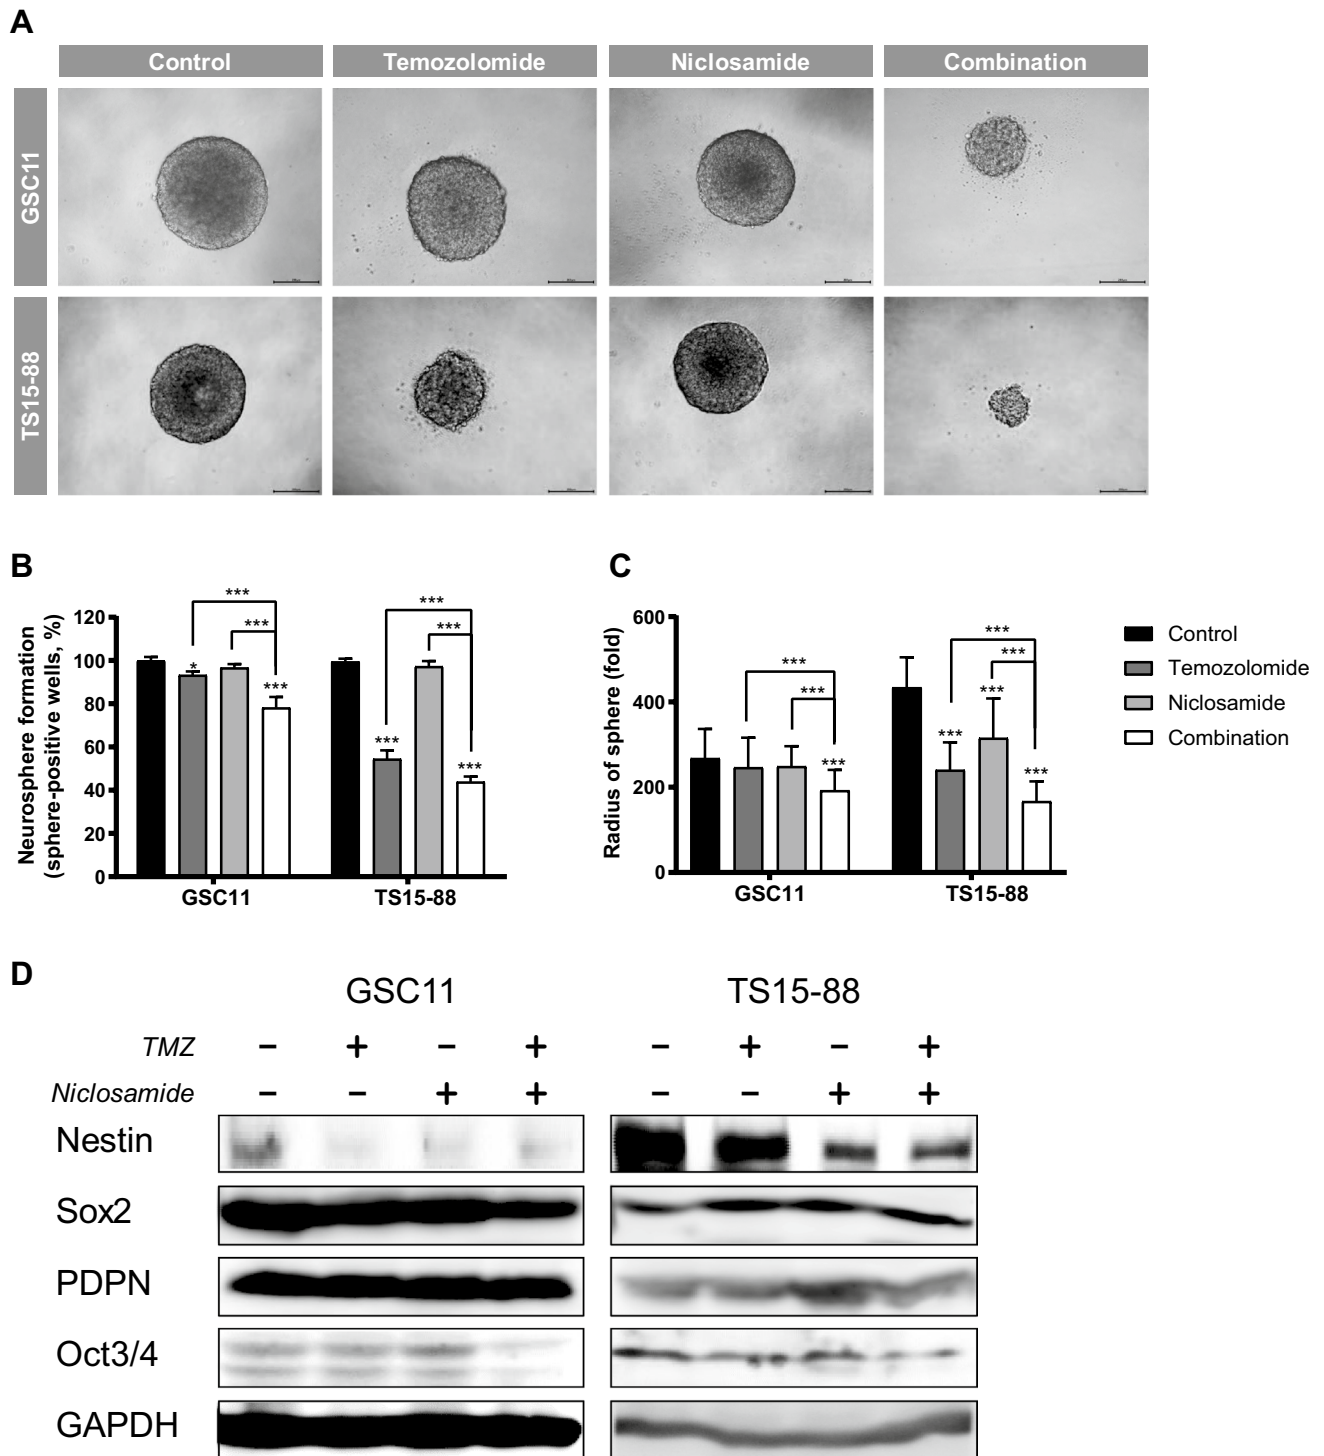 A
Control Temozolomide Niclosamide Combination
GSC11
TS15-88
B
Neurosphere formation
(sphere-positive wells, %)
120
100
80
60
40
20
0
*
***
***
***
***
***
***
***
GSC11 TS15-88
C
Radius of sphere (fold)
600
400
200
0
***
***
***
***
***
***
***
***
GSC11 TS15-88
Control
Temozolomide
Niclosamide
Combination
D
GSC11 TS15-88
TMZ − + − + − + − +
Niclosamide − − + + − − + +
Nestin
Sox2
PDPN
Oct3/4
GAPDH